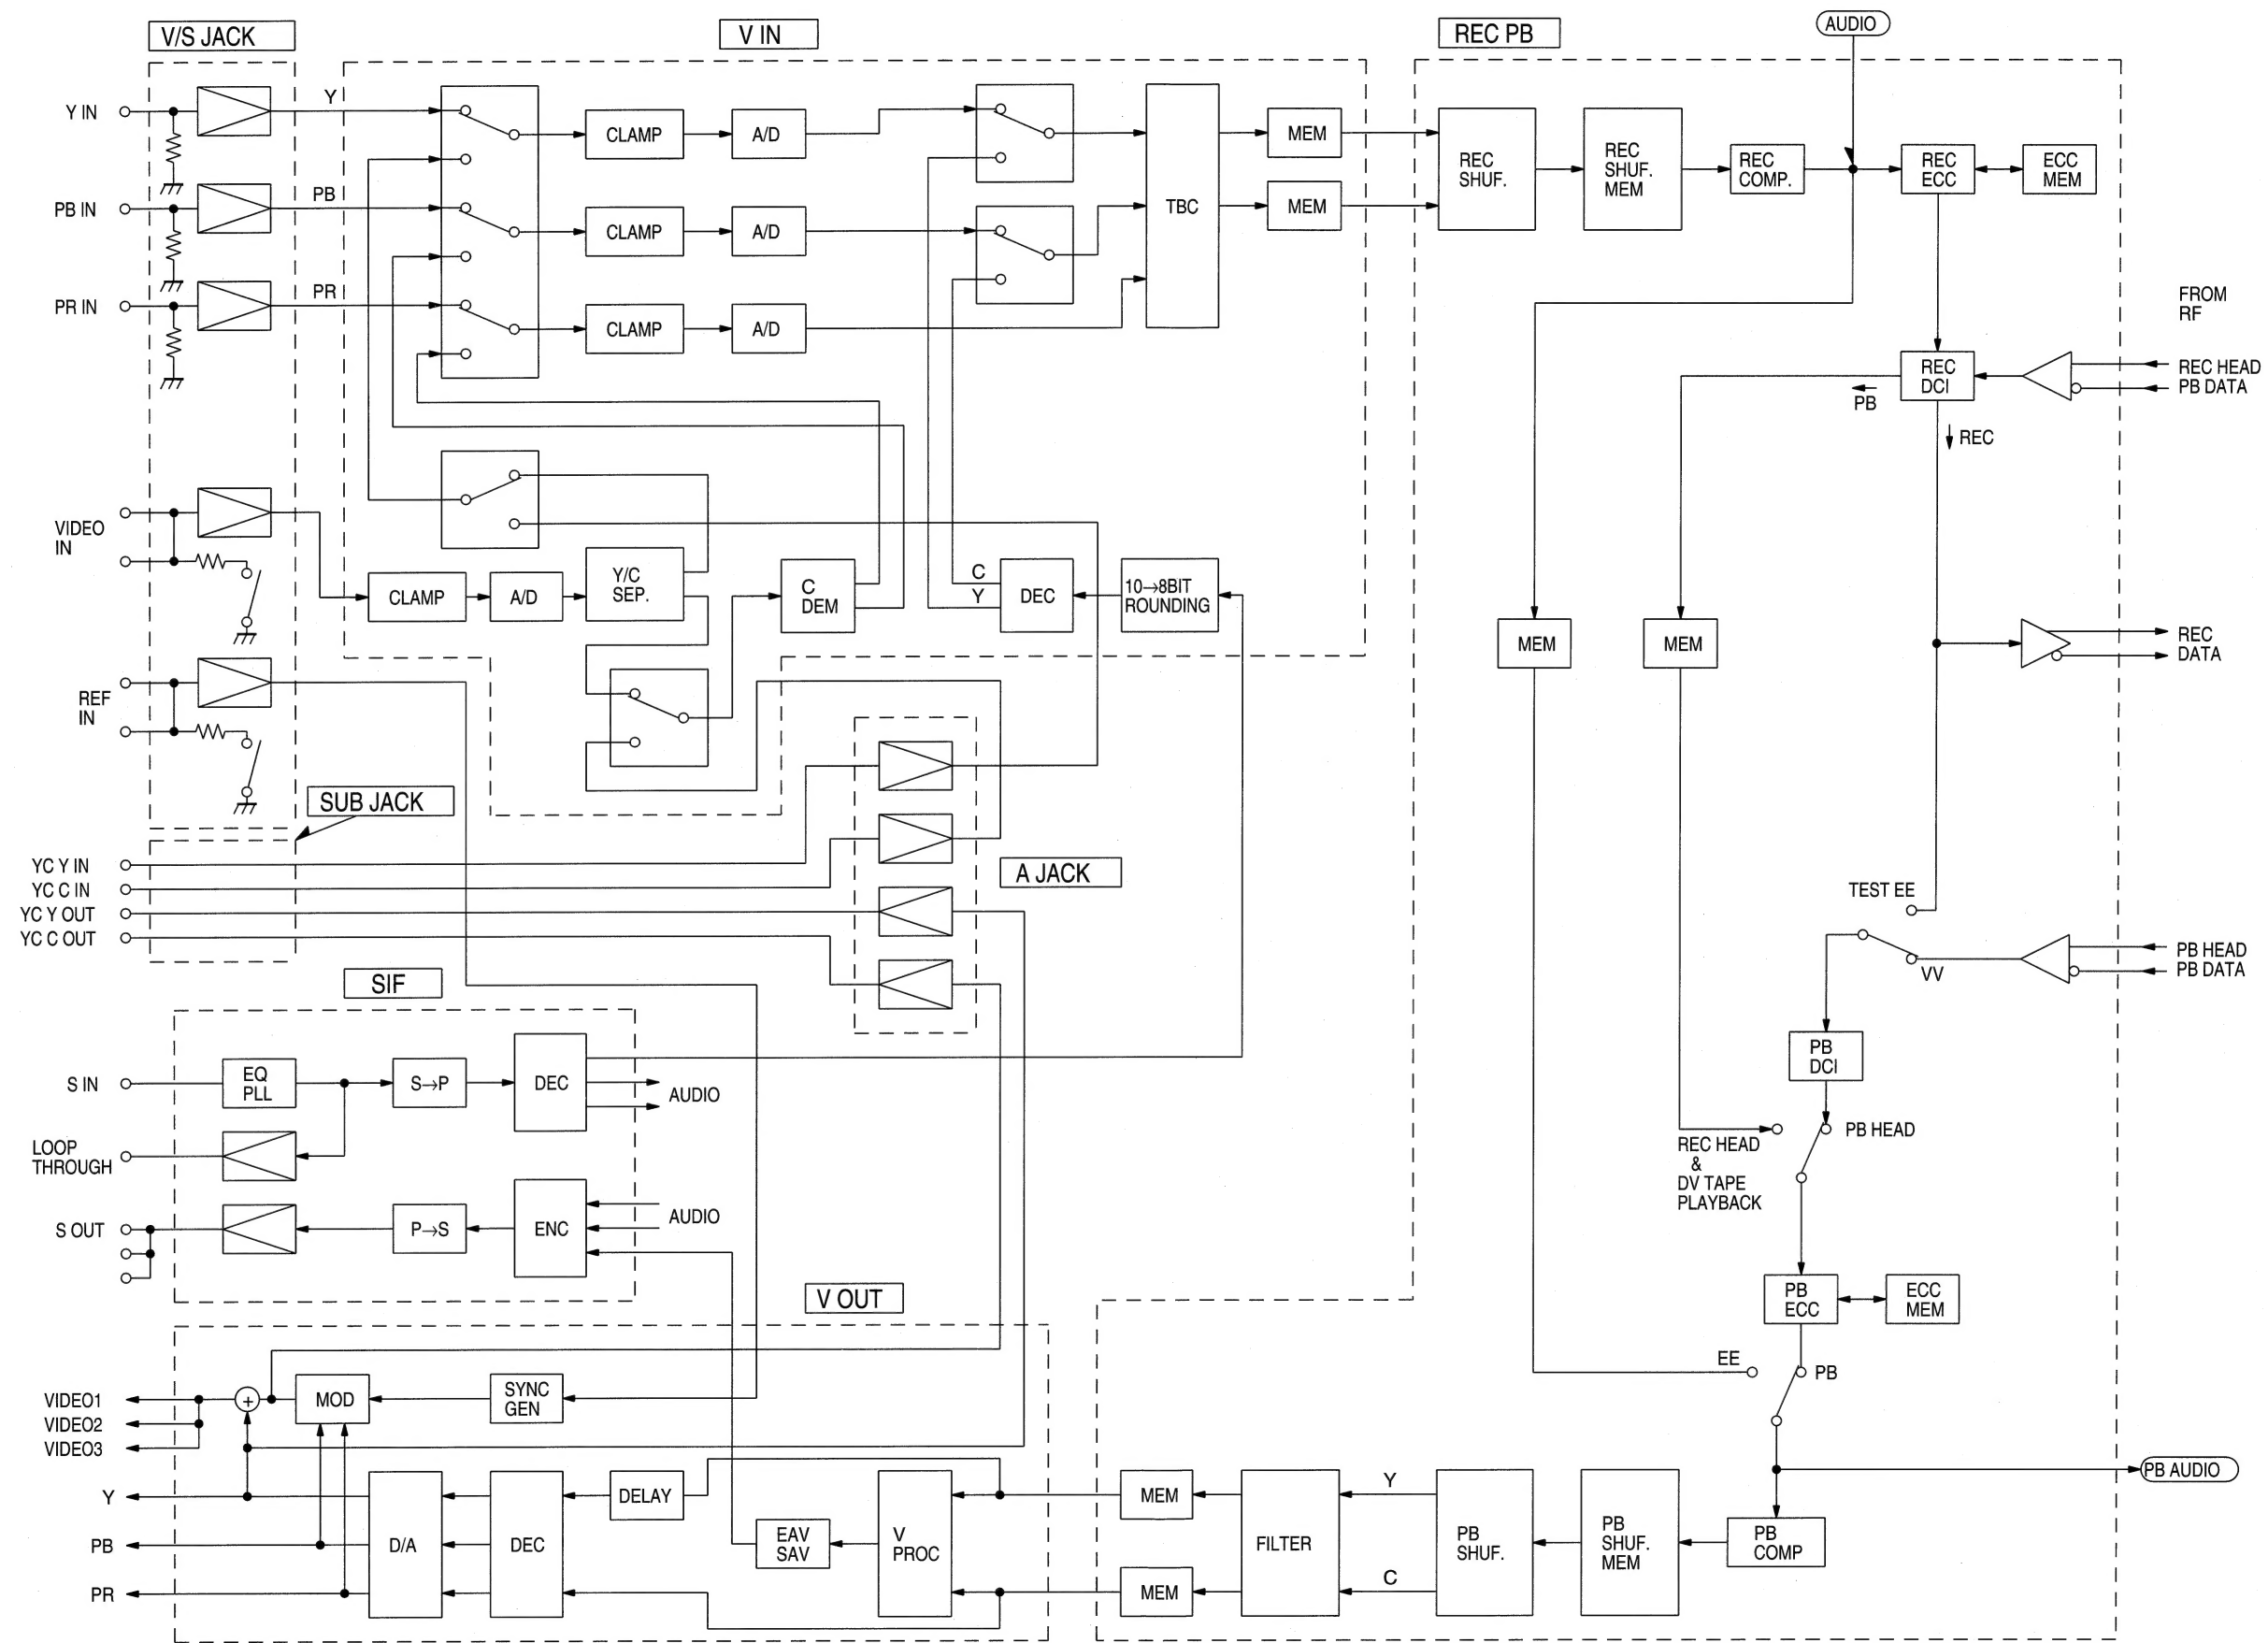 V/S JACK
V IN
REC PB
AUDIO
Y IN
Y
CLAMP
A/D
MEM
PB IN
PB
CLAMP
A/D
TBC
MEM
PR IN
PR
CLAMP
A/D
REC
SHUF.
REC
SHUF.
MEM
REC
COMP.
REC
ECC
ECC
MEM
FROM
RF
REC HEAD
PB DATA
REC
DCI
PB
REC
VIDEO
IN
CLAMP
A/D
Y/C
SEP.
C
DEM
C
Y
DEC
10→8BIT
ROUNDING
MEM
MEM
REC
DATA
REF
IN
SUB JACK
YC Y IN
YC C IN
YC Y OUT
YC C OUT
A JACK
TEST EE
VV
PB HEAD
PB DATA
SIF
S IN
EQ
PLL
S→P
DEC
AUDIO
LOOP
THROUGH
S OUT
P→S
ENC
AUDIO
PB
DCI
PB HEAD
REC HEAD
&
DV TAPE
PLAYBACK
PB
ECC
ECC
MEM
EE
PB
V OUT
VIDEO1
VIDEO2
VIDEO3
+
MOD
SYNC
GEN
Y
PB
PR
D/A
DEC
DELAY
EAV
SAV
V
PROC
MEM
MEM
FILTER
Y
C
PB
SHUF.
PB
SHUF.
MEM
PB
COMP
PB AUDIO